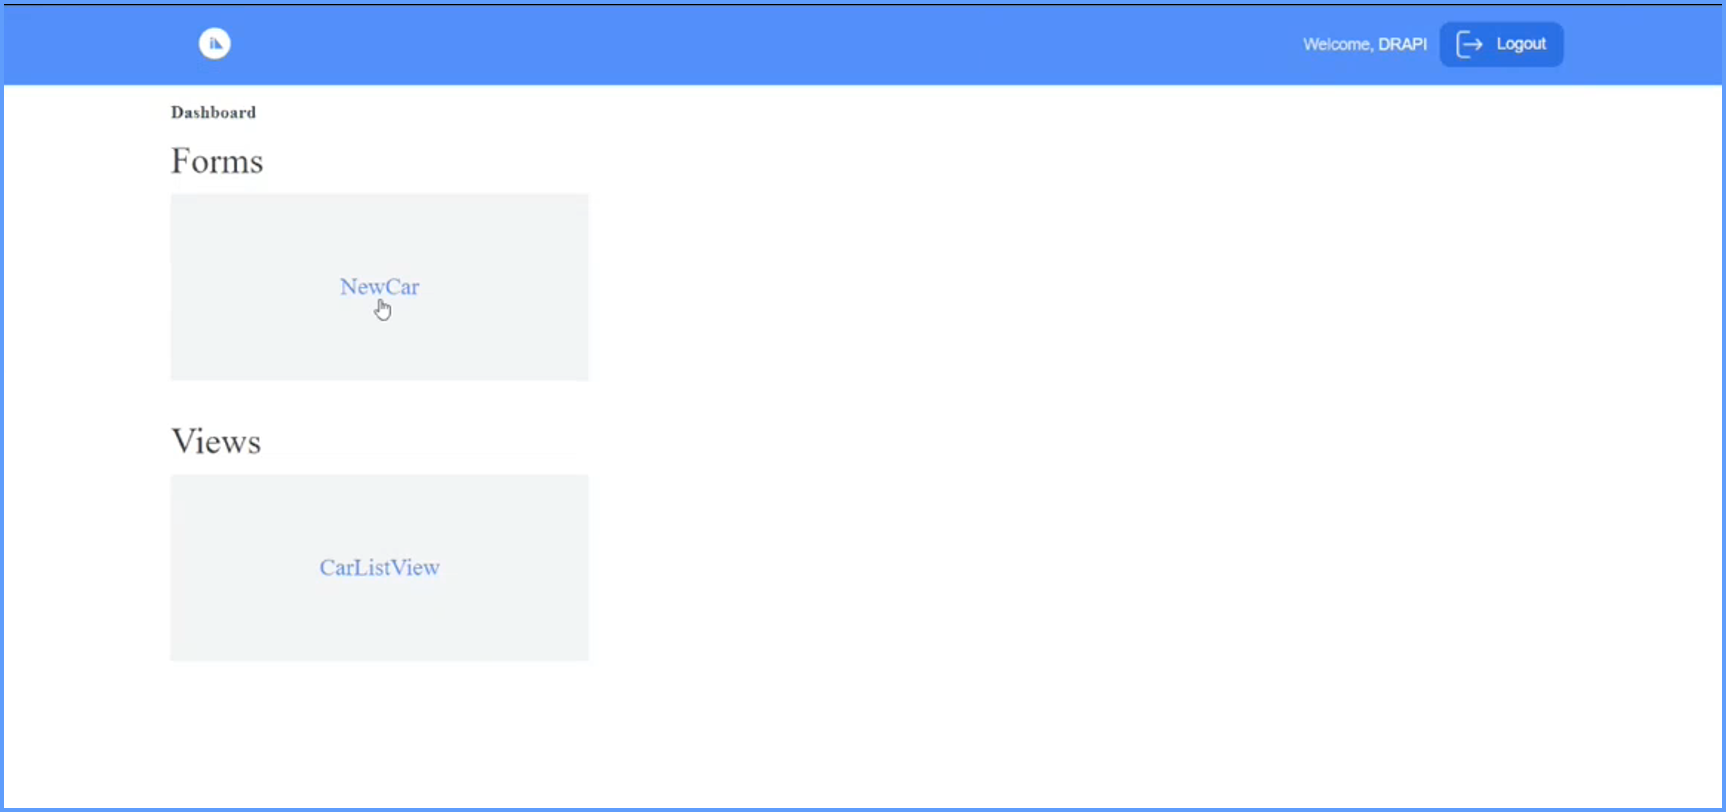 Welcome, DRAPI
Logout
Dashboard
Forms
NewCar
Views
CarListView